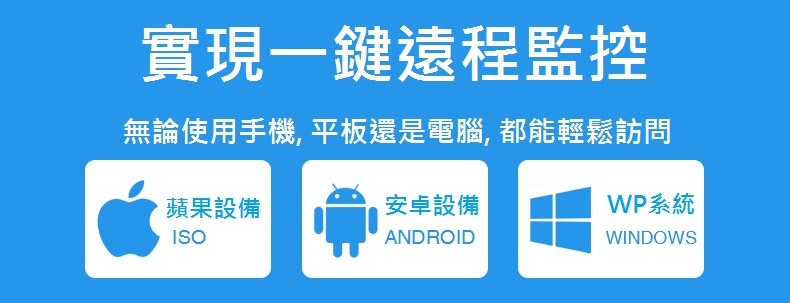 實現一鍵遠程監控
無論使用手機, 平板還是電腦, 都能輕鬆訪問
蘋果設備
ISO
安卓設備
ANDROID
WP系統
WINDOWS